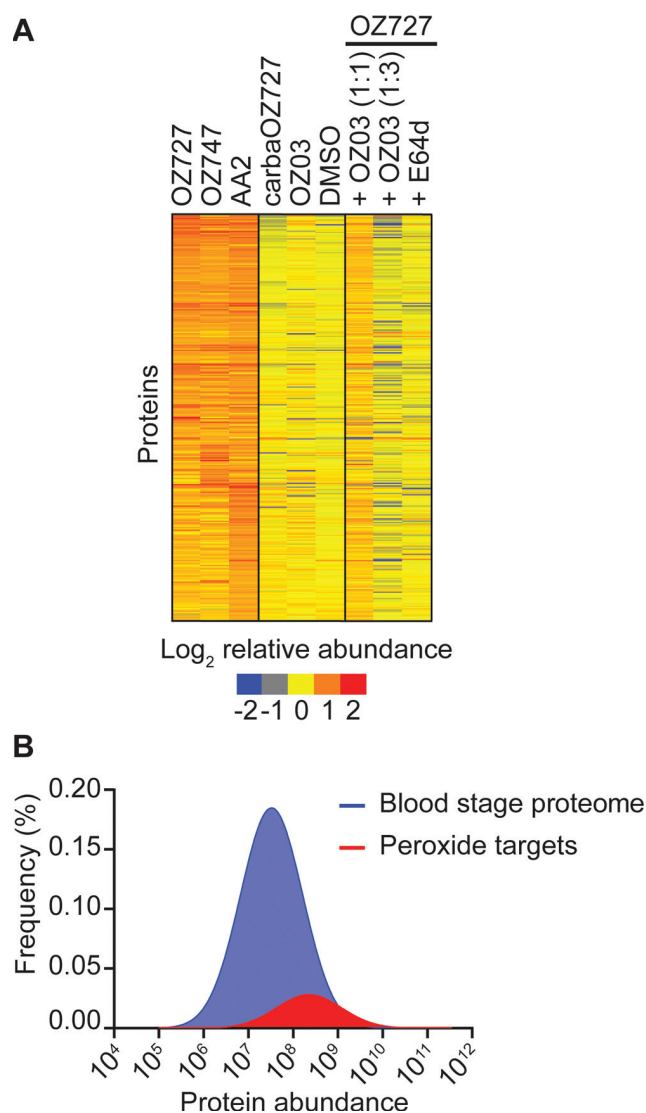 A
OZ727
OZ727
OZ747
AA2
carbaOZ727
OZ03
DMSO
+ OZ03 (1:1)
+ OZ03 (1:3)
+ E64d
Proteins
Log2 relative abundance
-2 -1 0 1 2
B
0.20
0.15
0.10
0.05
0.00
Frequency (%)
Blood stage proteome
Peroxide targets
10^4 10^5 10^6 10^7 10^8 10^9 10^10 10^11 10^12
Protein abundance